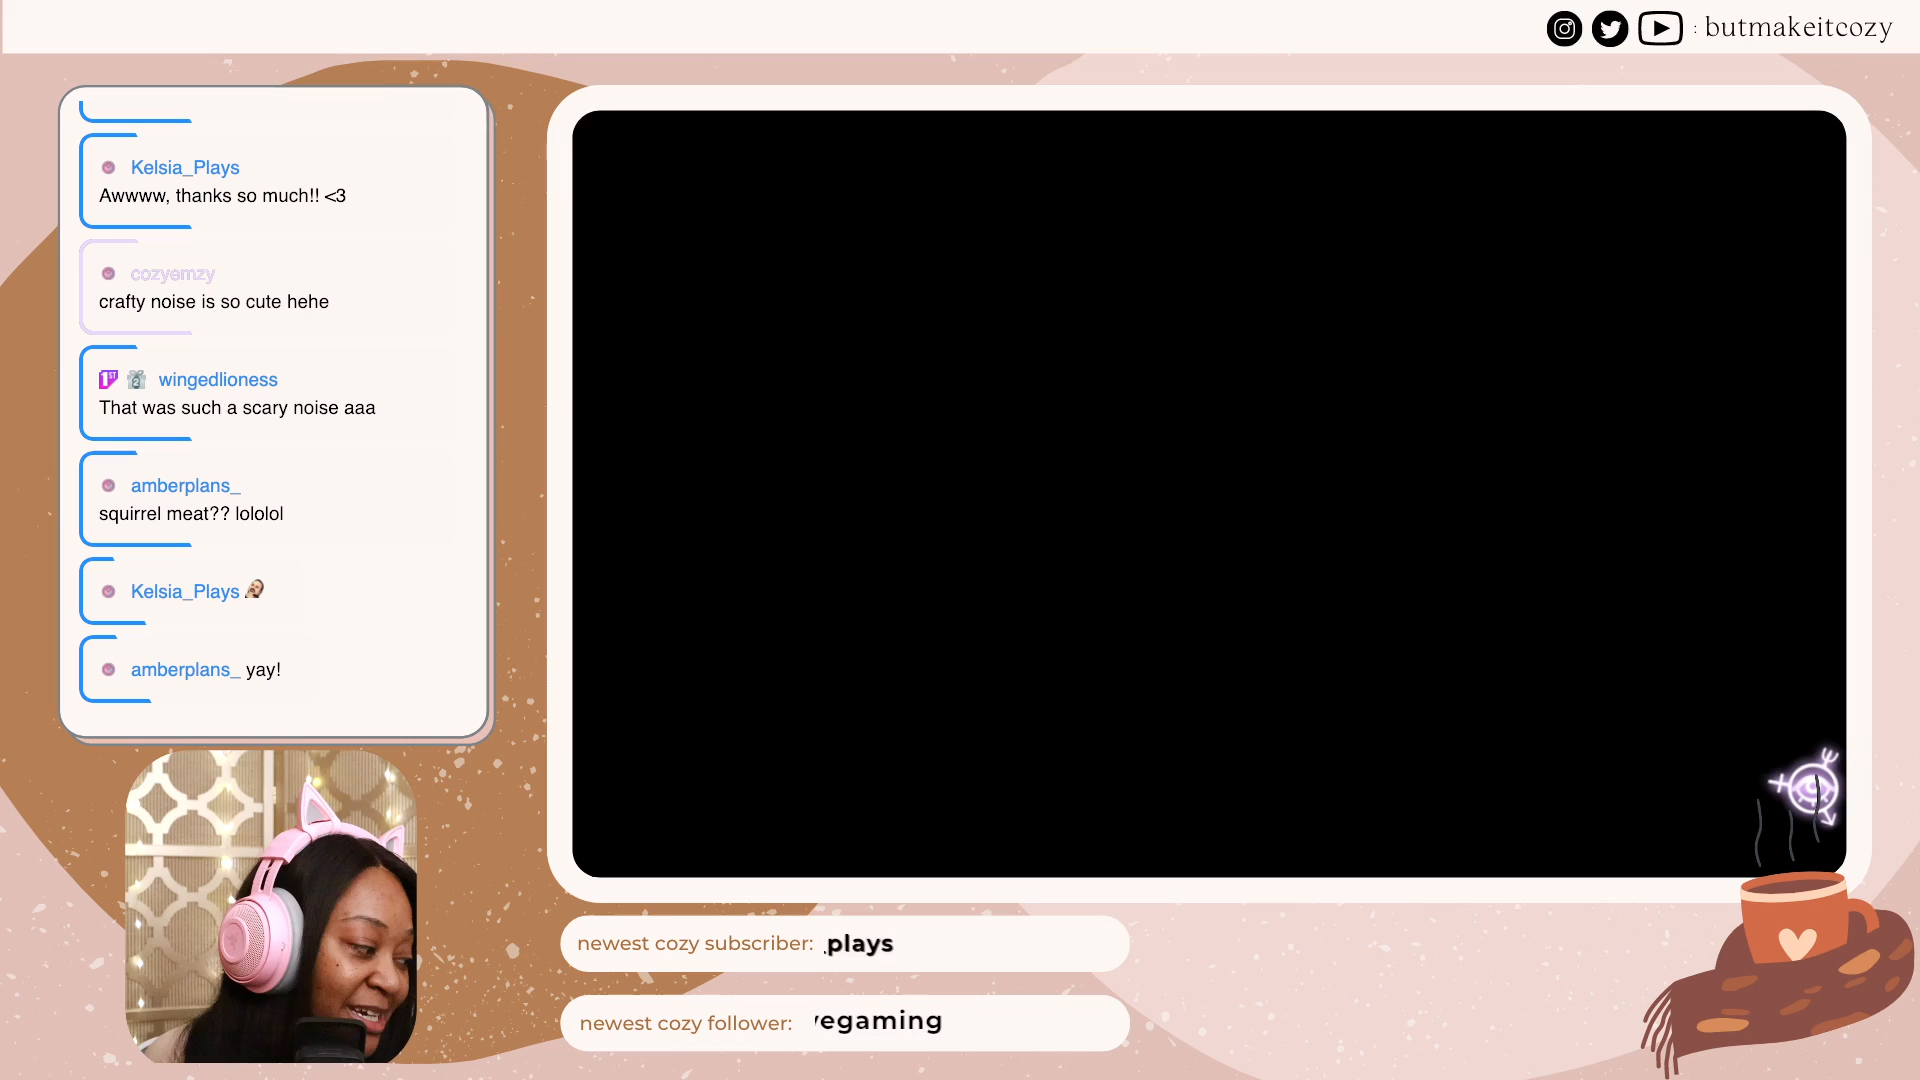 : butmakeitcozy
Kelsia_Plays
Awwww, thanks so much!! <3
cozyemzy
crafty noise is so cute hehe
wingedlioness
That was such a scary noise aaa
amberplans_
squirrel meat?? lololol
Kelsia_Plays
amberplans_ yay!
newest cozy subscriber: plays
newest cozy follower: egaming